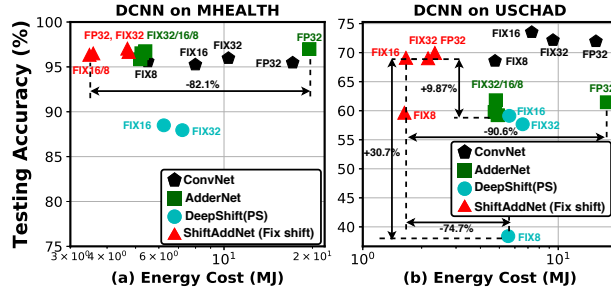 DCNN on MHEALTH
DCNN on USCHAD
Testing Accuracy (%)
100
95
90
85
80
75
FP32, FIX32
FIX32/16/8
FP32
FIX16
FIX32
FP32
FIX16/8
FIX8
-82.1%
FIX16
FIX32
ConvNet
AdderNet
DeepShift(PS)
ShiftAddNet (Fix shift)
3 × 10⁰
4 × 10⁰
6 × 10⁰
10¹
2 × 10¹
(a) Energy Cost (MJ)
75
70
65
60
55
50
45
40
FIX16
FIX32
FP32
FIX16
FIX32
FP32
FIX8
+9.87%
FIX32/16/8
FP32
FIX8
FIX16
FIX32
-90.6%
+30.7%
ConvNet
AdderNet
DeepShift(PS)
ShiftAddNet (Fix shift)
-74.7%
FIX8
10⁰
10¹
(b) Energy Cost (MJ)